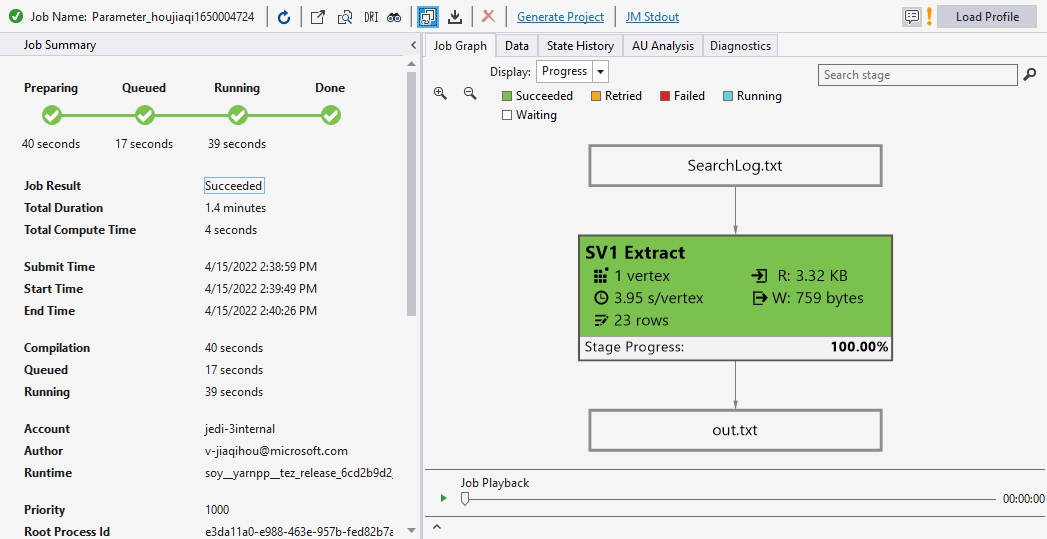 Job Name: Parameter_houjiaqi1650004724
DRI
Generate Project
JM Stdout
Load Profile
Job Summary
Preparing Queued Running Done
40 seconds 17 seconds 39 seconds
Job Result Succeeded
Total Duration 1.4 minutes
Total Compute Time 4 seconds
Submit Time 4/15/2022 2:38:59 PM
Start Time 4/15/2022 2:39:49 PM
End Time 4/15/2022 2:40:26 PM
Compilation 40 seconds
Queued 17 seconds
Running 39 seconds
Account jedi-3internal
Author v-jiaqihou@microsoft.com
Runtime soy__yarnpp__tez_release_6cd2b9d2_
Priority 1000
Root Process Id e3da11a0-e988-463e-957b-fed82b7a
Job Graph Data State History AU Analysis Diagnostics
Display: Progress
Search stage
Succeeded Retried Failed Running
Waiting
SearchLog.txt
SV1 Extract
1 vertex R: 3.32 KB
3.95 s/vertex W: 759 bytes
23 rows
Stage Progress: 100.00%
out.txt
Job Playback
00:00:00